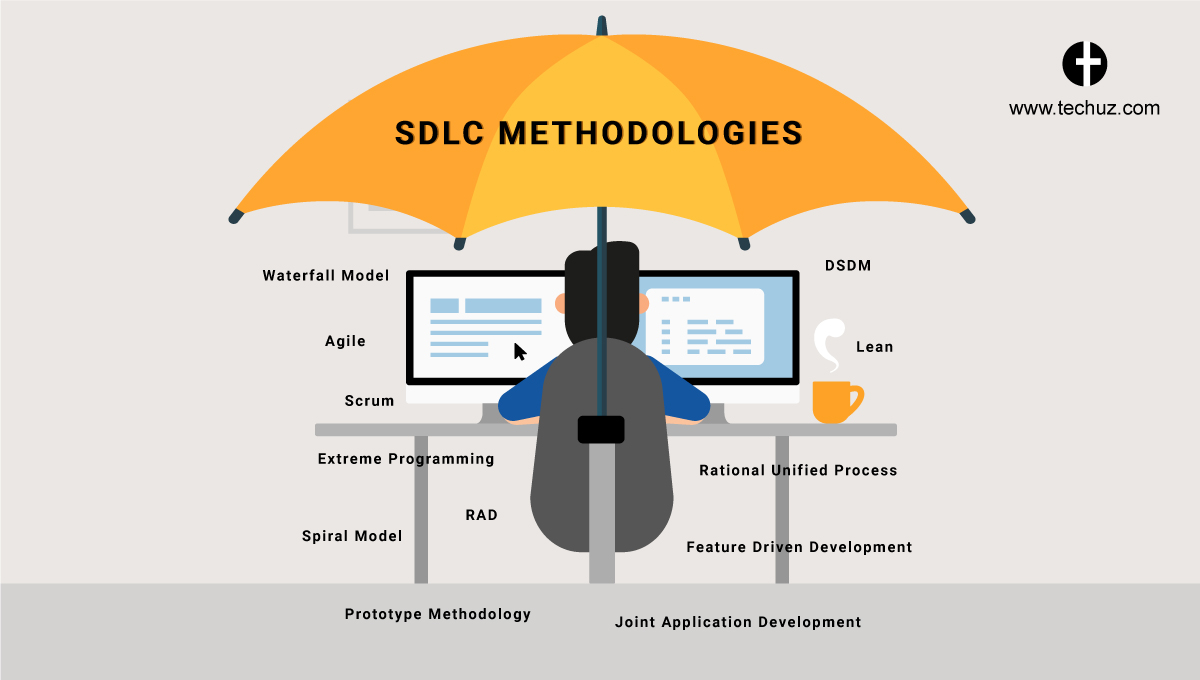 www.techuz.com
SDLC METHODOLOGIES
Waterfall Model
DSDM
Agile
Lean
Scrum
Extreme Programming
Rational Unified Process
RAD
Spiral Model
Feature Driven Development
Prototype Methodology
Joint Application Development